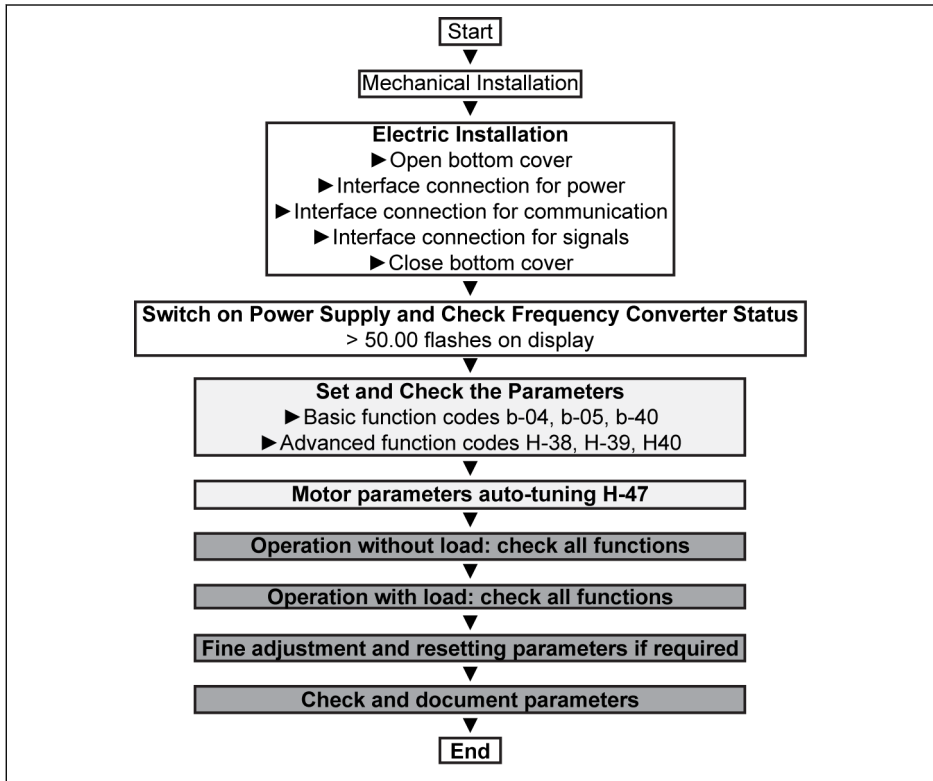 Start
Mechanical Installation
Electric Installation
►Open bottom cover
►Interface connection for power
►Interface connection for communication
►Interface connection for signals
►Close bottom cover
Switch on Power Supply and Check Frequency Converter Status
> 50.00 flashes on display
Set and Check the Parameters
►Basic function codes b-04, b-05, b-40
►Advanced function codes H-38, H-39, H40
Motor parameters auto-tuning H-47
Operation without load: check all functions
Operation with load: check all functions
Fine adjustment and resetting parameters if required
Check and document parameters
End